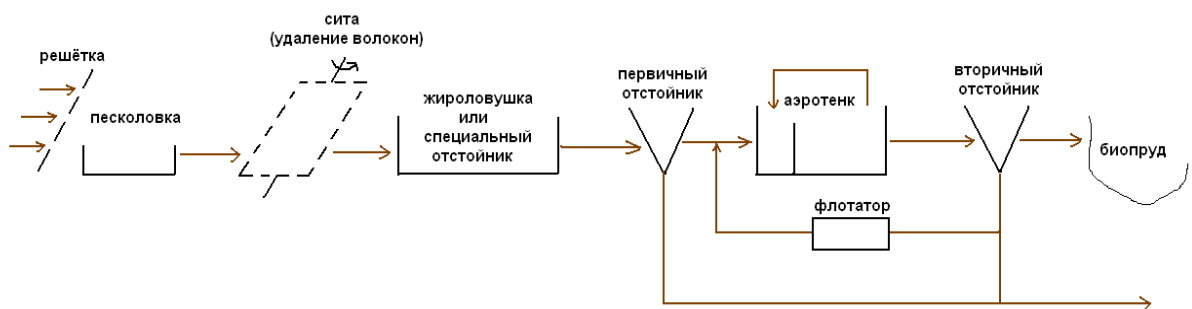 решётка
песколовка
сита
(удаление волокон)
жироловушка
или
специальный
отстойник
первичный
отстойник
аэротенк
флотатор
вторичный
отстойник
биопруд